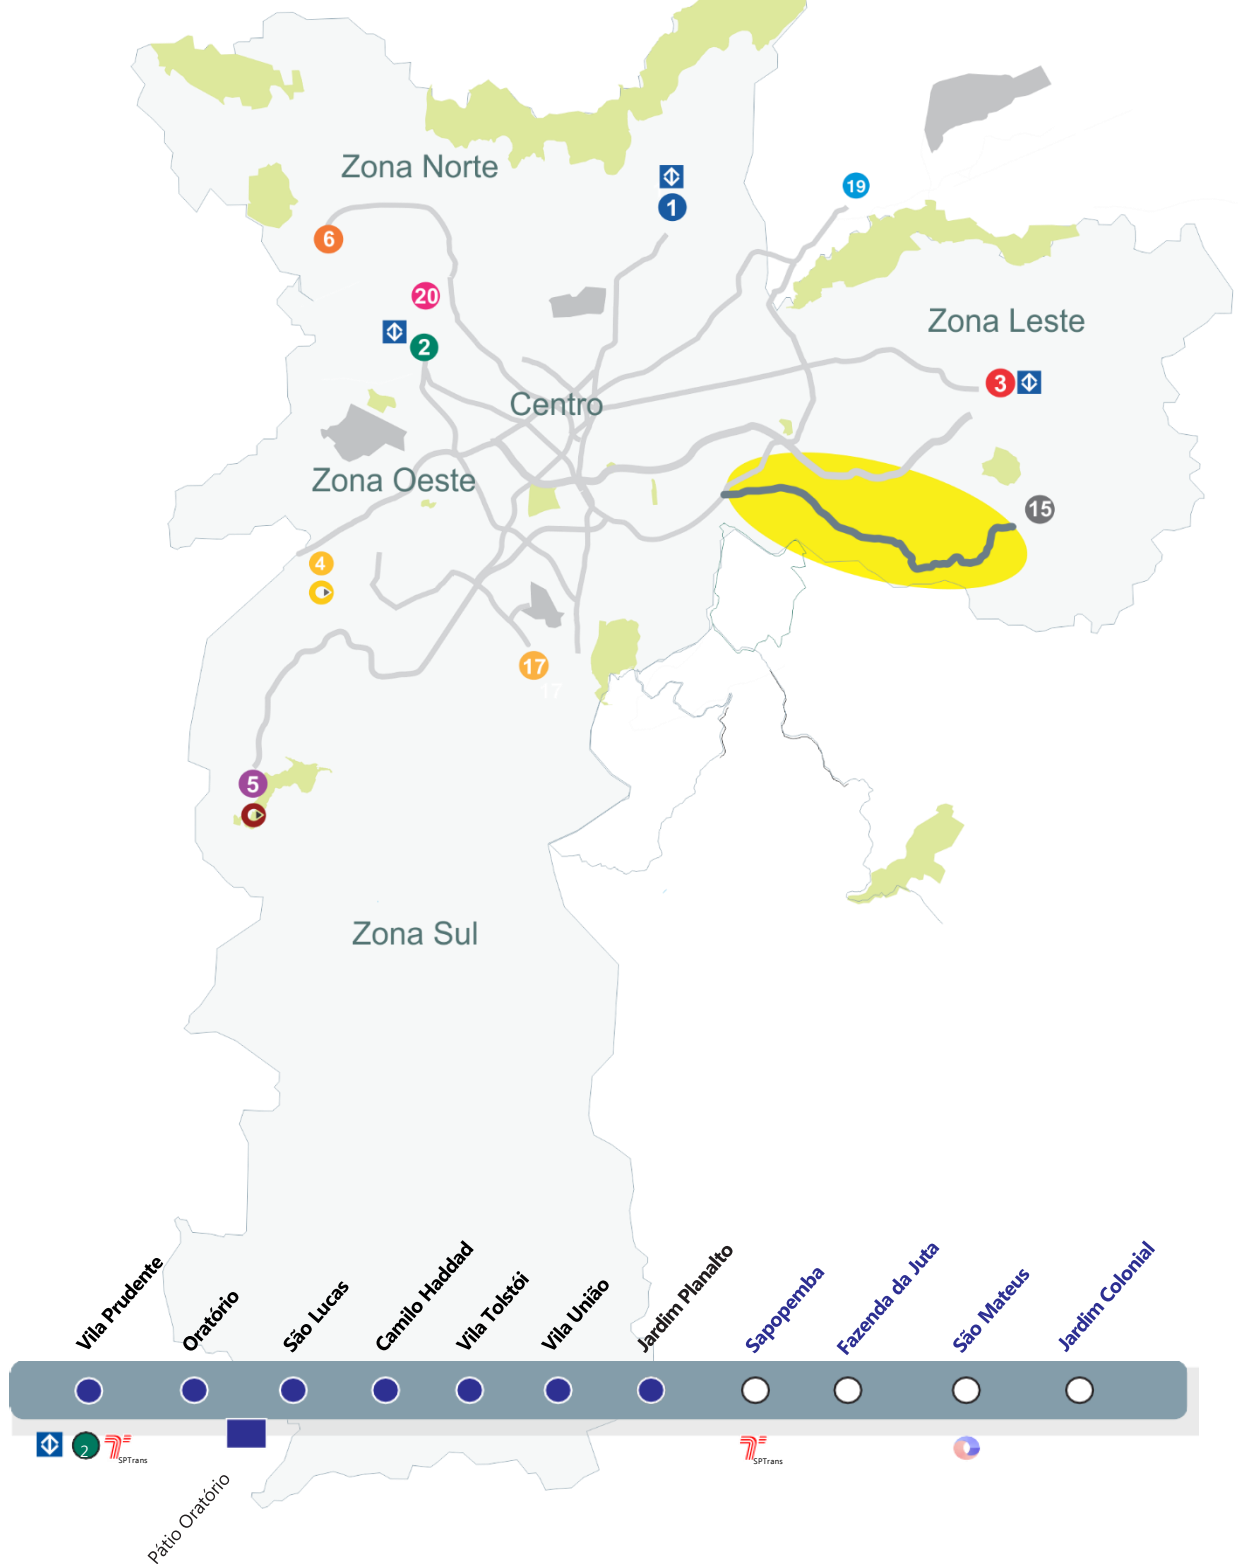 Zona Norte
1
19
6
20
Zona Leste
2
3
Centro
Zona Oeste
15
4
17
17
5
Zona Sul
Vila Prudente
Oratório
São Lucas
Camilo Haddad
Vila Tolstói
Vila União
Jardim Planalto
Sapopemba
Fazenda da Juta
São Mateus
Jardim Colonial
2
SPTrans
SPTrans
Pátio Oratório